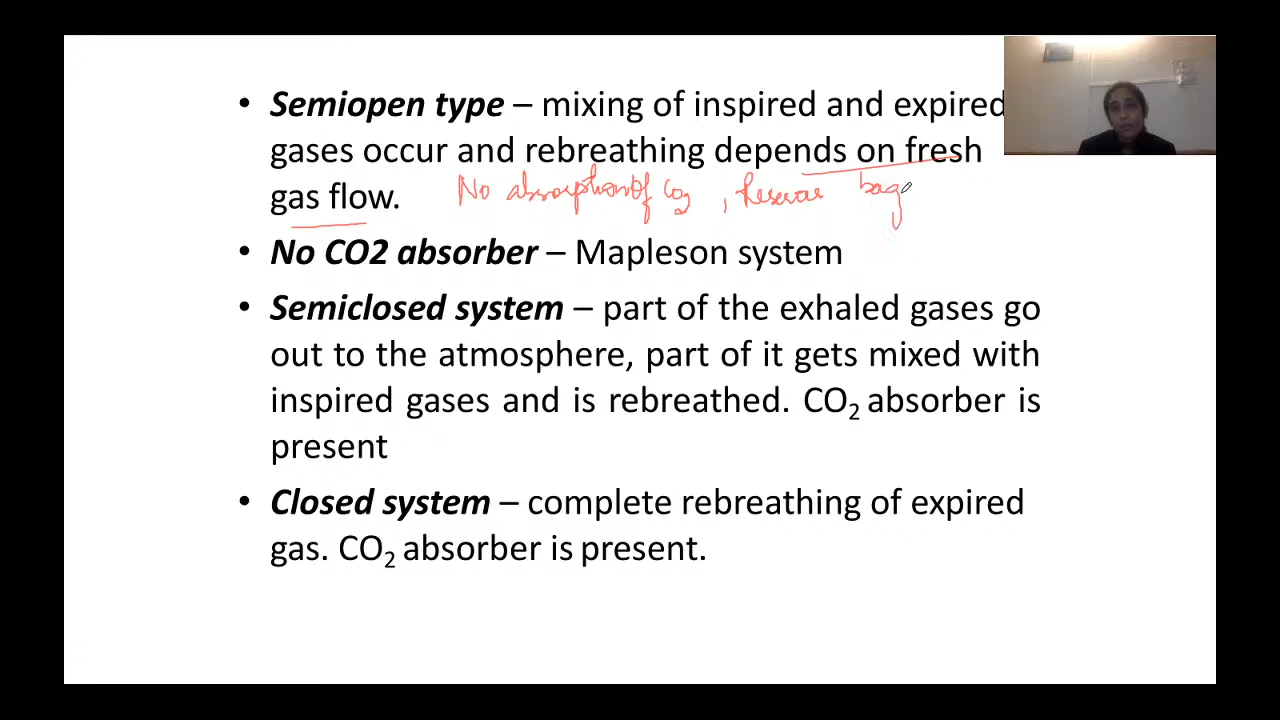 • Semiopen type – mixing of inspired and expired
gases occur and rebreathing depends on fresh
gas flow. No absorption of CO2, Reserve bag
• No CO2 absorber – Mapleson system
• Semiclosed system – part of the exhaled gases go
out to the atmosphere, part of it gets mixed with
inspired gases and is rebreathed. CO₂ absorber is
present
• Closed system – complete rebreathing of expired
gas. CO₂ absorber is present.